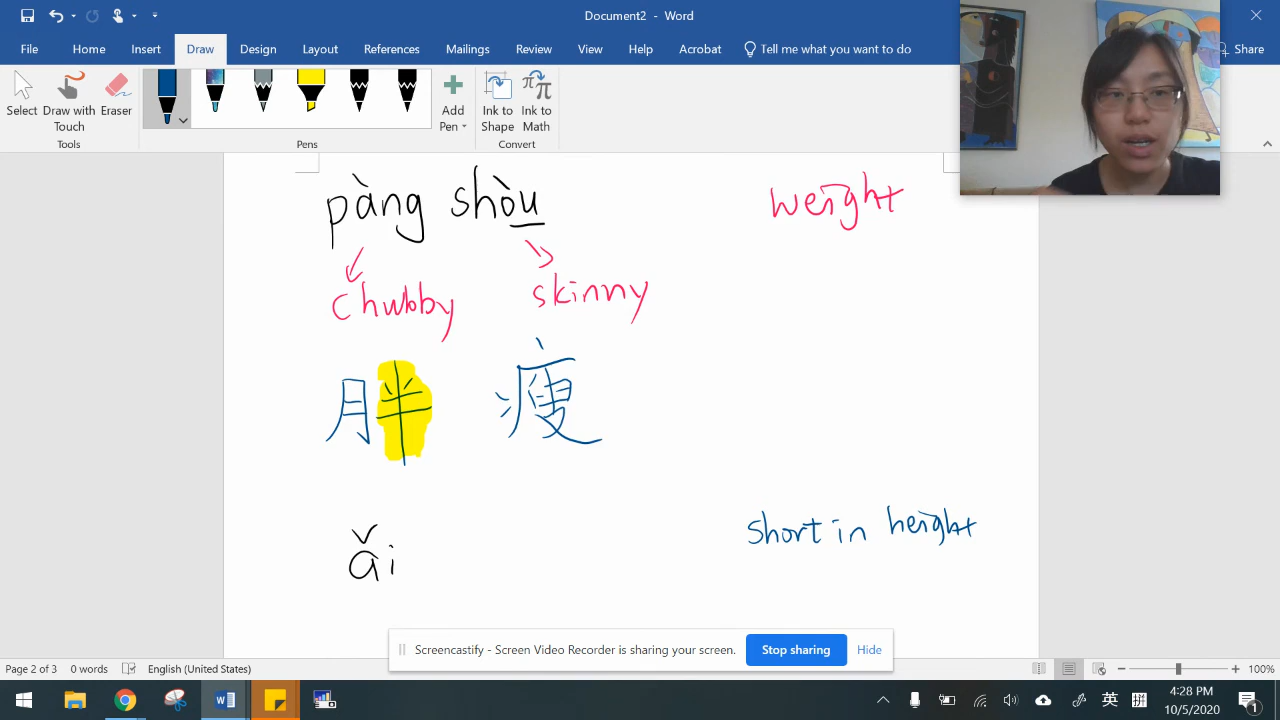 Document2 - Word
File Home Insert Draw Design Layout References Mailings Review View Help Acrobat Tell me what you want to do Share
Select Draw with Touch Eraser Add Pen Ink to Shape Ink to Math
Tools Pens Convert
pàng shòu weight
chubby skinny
胖 瘦
ǎi short in height
Screencastify - Screen Video Recorder is sharing your screen. Stop sharing Hide
Page 2 of 3 0 words English (United States) 100%
英 拼 4:28 PM
10/5/2020 1